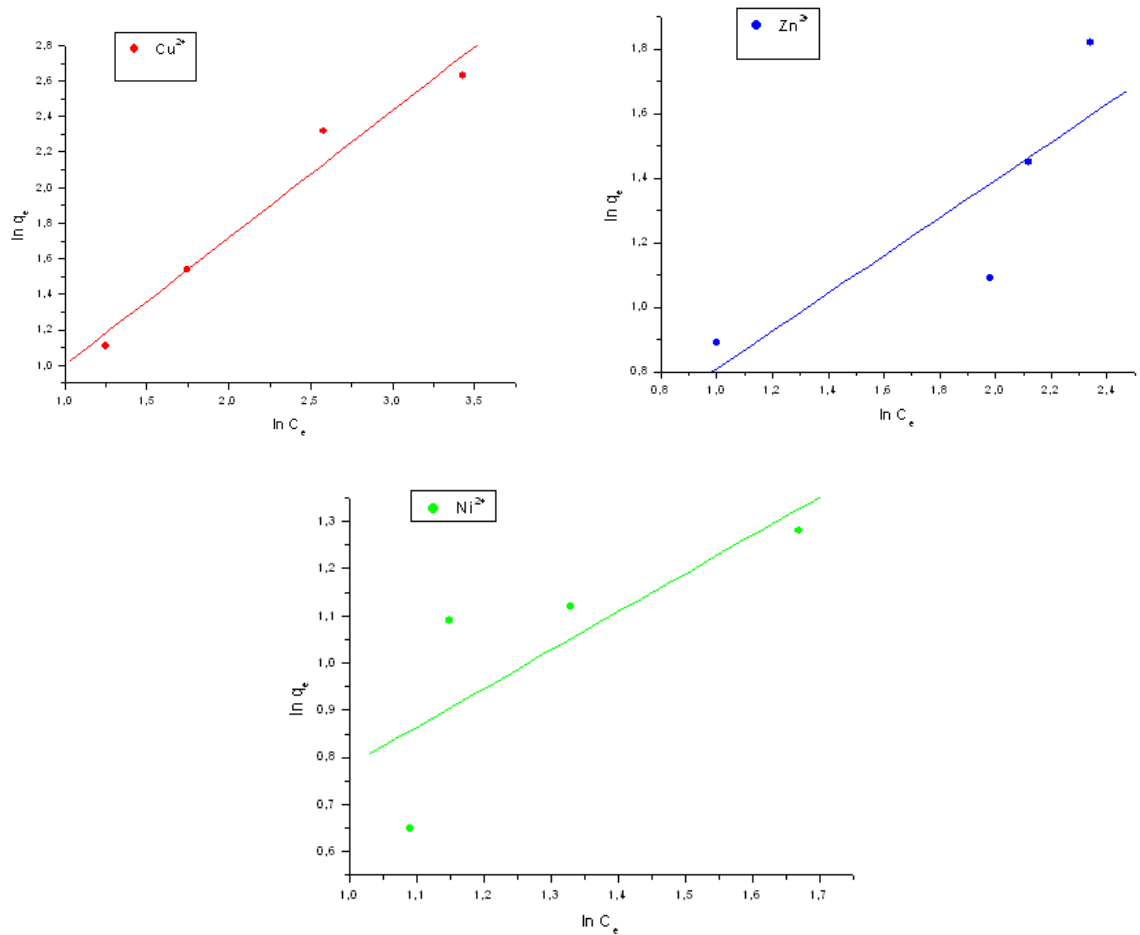 Cu2+
2,8
2,6
2,4
2,2
2,0
1,8
1,6
1,4
1,2
1,0
ln qe
1,0 1,5 2,0 2,5 3,0 3,5
ln Ce
Zn2+
1,8
1,6
1,4
1,2
1,0
0,8
ln qe
0,8 1,0 1,2 1,4 1,6 1,8 2,0 2,2 2,4
ln Ce
Ni2+
1,3
1,2
1,1
1,0
0,9
0,8
0,7
0,6
ln qe
1,0 1,1 1,2 1,3 1,4 1,5 1,6 1,7
ln Ce